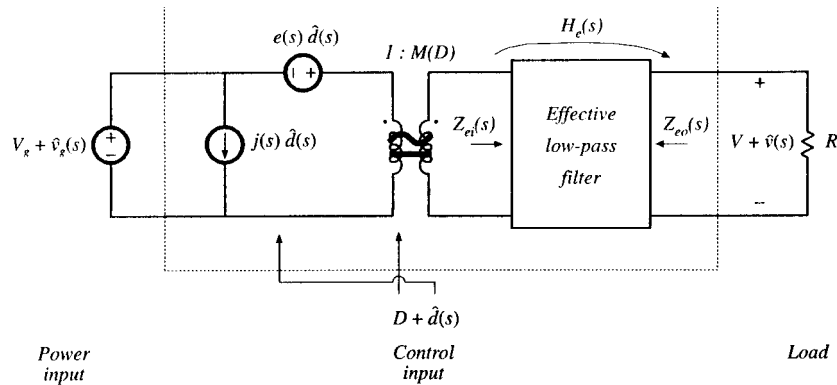 H_e(s)
e(s) d̂(s)
1 : M(D)
– +
Z_ei(s)
Effective
low-pass
filter
Z_eo(s)
+
V_g + v̂_g(s)
+
–
j(s) d̂(s)
V + v̂(s)
R
–
D + d̂(s)
Power
input
Control
input
Load